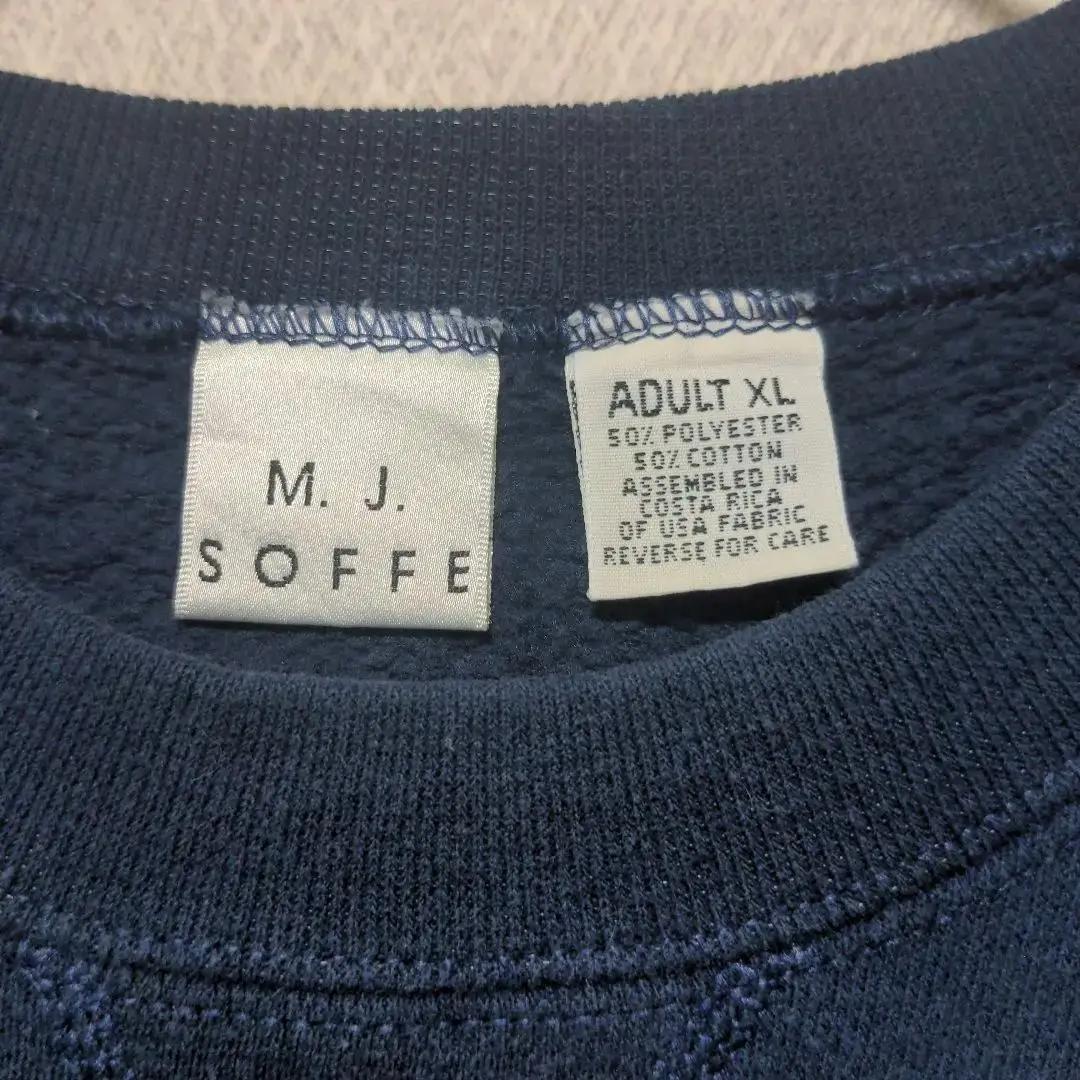 M. J.
SOFFE
ADULT XL
50% POLYESTER
50% COTTON
ASSEMBLED IN
COSTA RICA
OF USA FABRIC
REVERSE FOR CARE